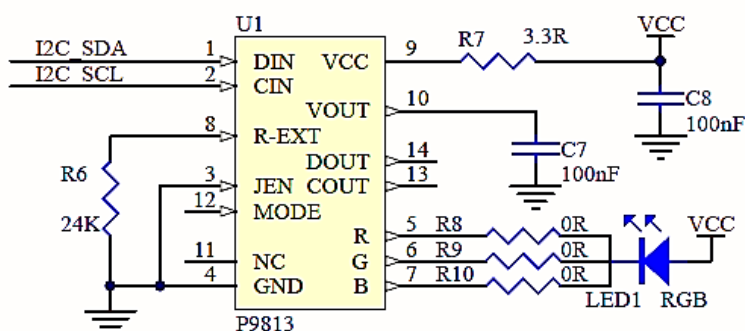 U1
VCC
I2C_SDA 1 DIN VCC 9 R7 3.3R
I2C_SCL 2 CIN
VOUT 10
C8
100nF
8 R-EXT
C7
100nF
R6
24K
DOUT 14
3 JEN COUT 13
12 MODE
R 5 R8 0R
VCC
11 NC G 6 R9 0R
4 GND B 7 R10 0R
LED1 RGB
P9813